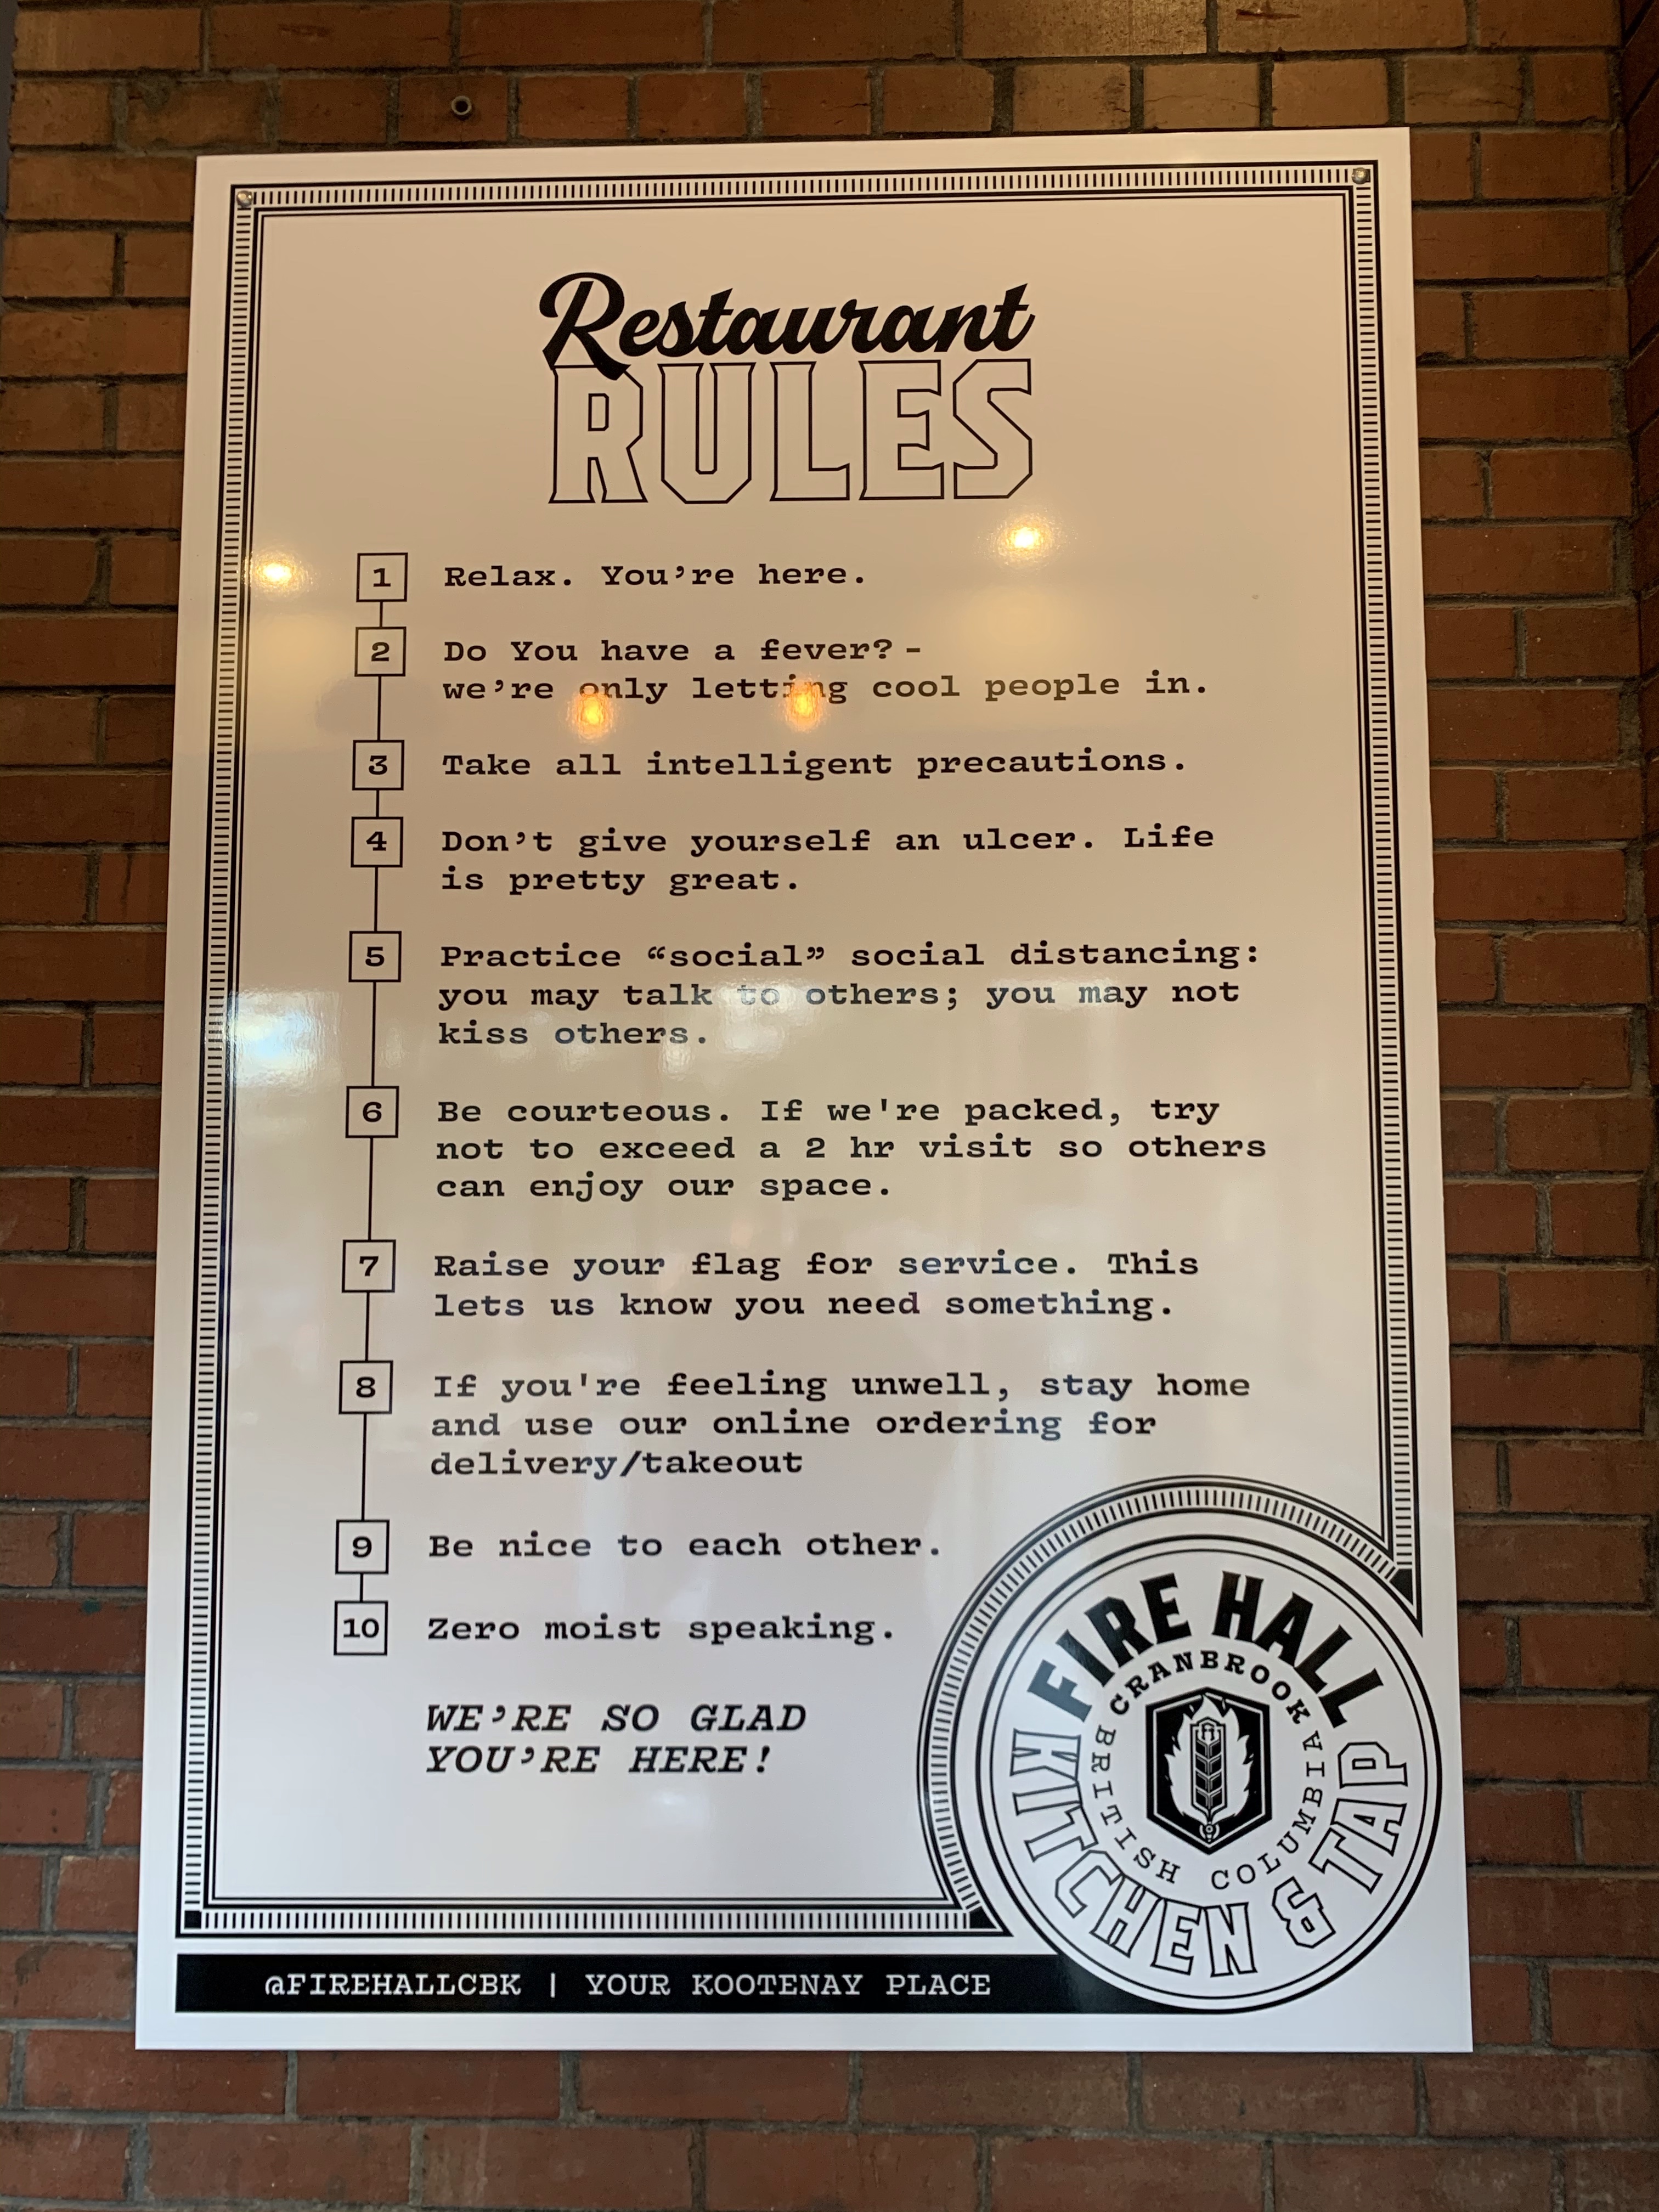 Restaurant
RULES
1 Relax. You’re here.
2 Do You have a fever? –
we’re only letting cool people in.
3 Take all intelligent precautions.
4 Don’t give yourself an ulcer. Life
is pretty great.
5 Practice “social” social distancing:
you may talk to others; you may not
kiss others.
6 Be courteous. If we're packed, try
not to exceed a 2 hr visit so others
can enjoy our space.
7 Raise your flag for service. This
lets us know you need something.
8 If you're feeling unwell, stay home
and use our online ordering for
delivery/takeout
9 Be nice to each other.
10 Zero moist speaking.
WE’RE SO GLAD
YOU’RE HERE!
FIRE HALL
CRANBROOK
BRITISH COLUMBIA
KITCHEN & TAP
@FIREHALLCBK | YOUR KOOTENAY PLACE